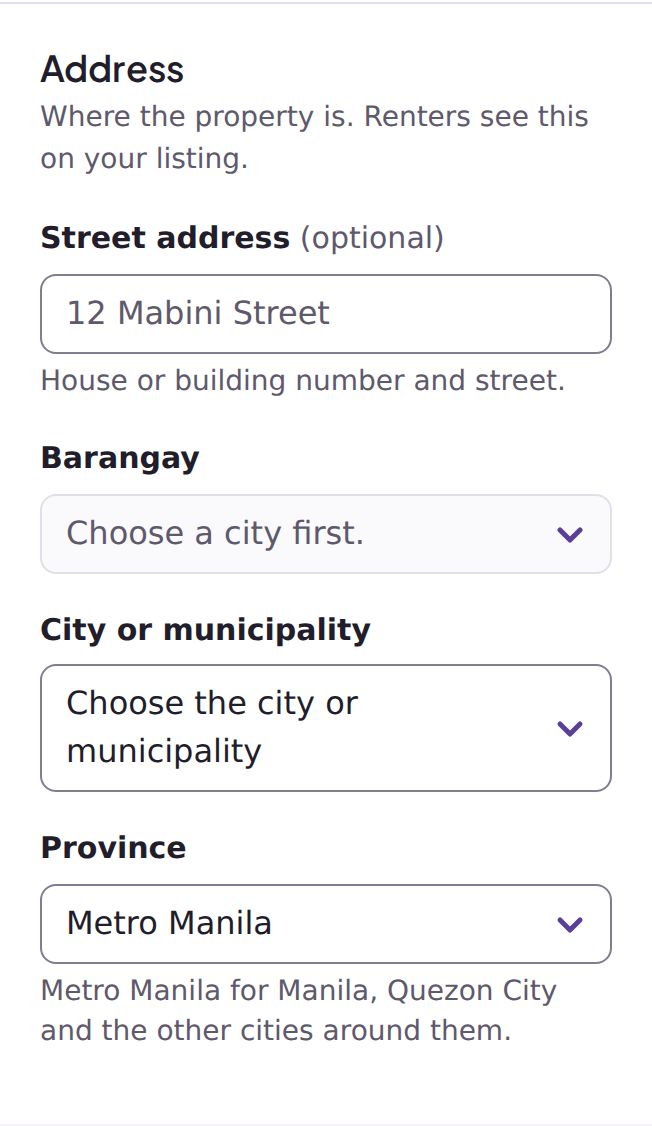 Address
Where the property is. Renters see this
on your listing.
Street address (optional)
12 Mabini Street
House or building number and street.
Barangay
Choose a city first.
City or municipality
Choose the city or
municipality
Province
Metro Manila
Metro Manila for Manila, Quezon City
and the other cities around them.